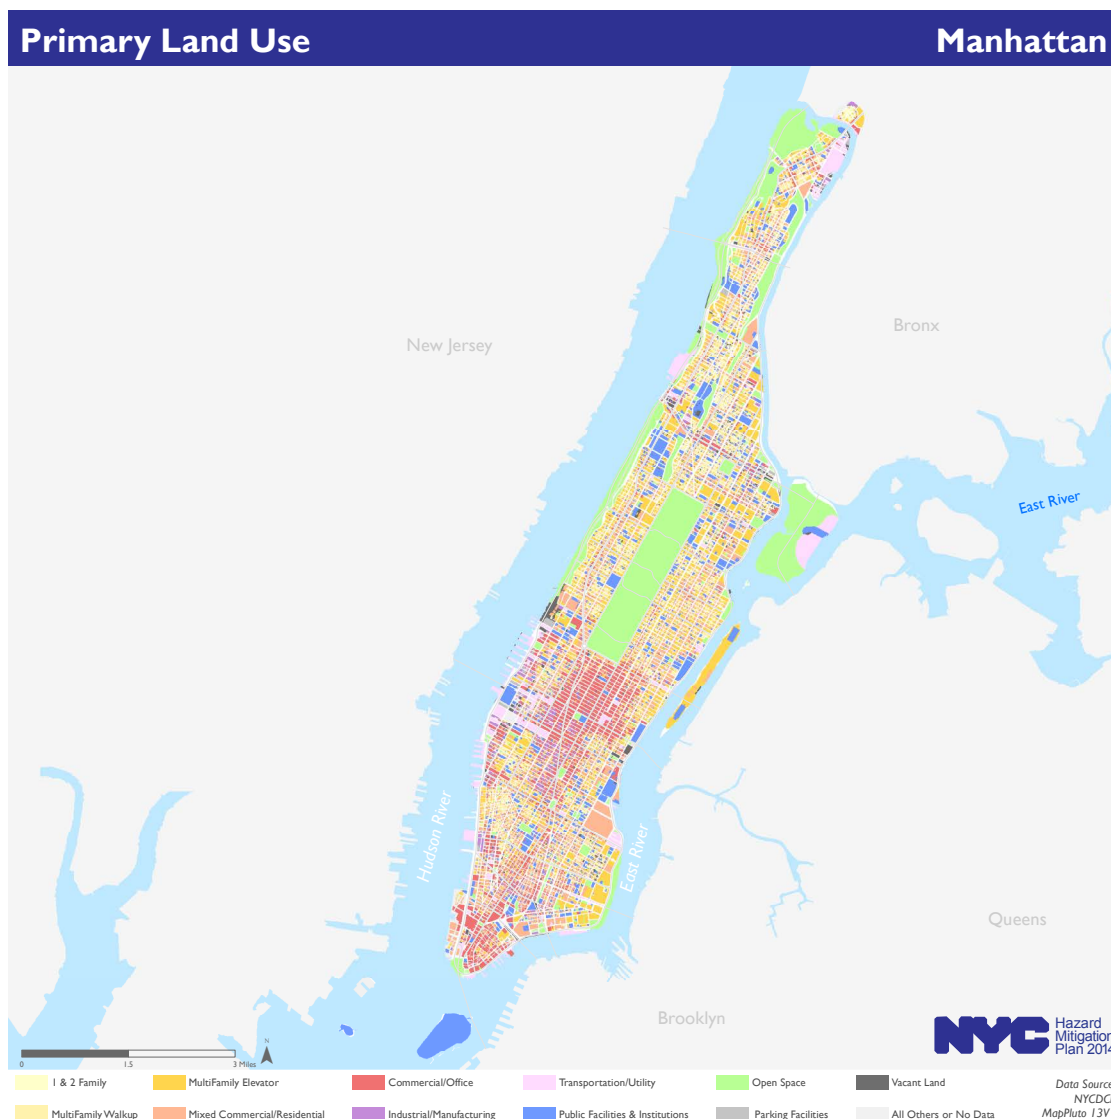 Primary Land Use
Manhattan
New Jersey
Bronx
East River
Hudson River
East River
Queens
Brooklyn
NYC
Hazard
Mitigation
Plan 2014
N
0 1.5 3 Miles
1 & 2 Family
MultiFamily Elevator
Commercial/Office
Transportation/Utility
Open Space
Vacant Land
MultiFamily Walkup
Mixed Commercial/Residential
Industrial/Manufacturing
Public Facilities & Institutions
Parking Facilities
All Others or No Data
Data Source
NYCDC
MapPluto 13V